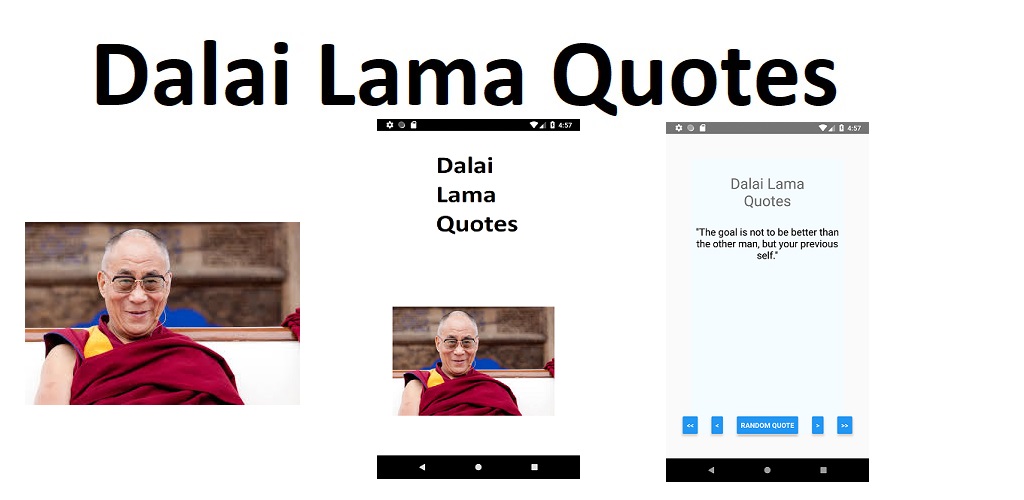 Dalai Lama Quotes
4:57
Dalai
Lama
Quotes
4:57
Dalai Lama
Quotes
"The goal is not to be better than
the other man, but your previous
self."
<< < RANDOM QUOTE > >>